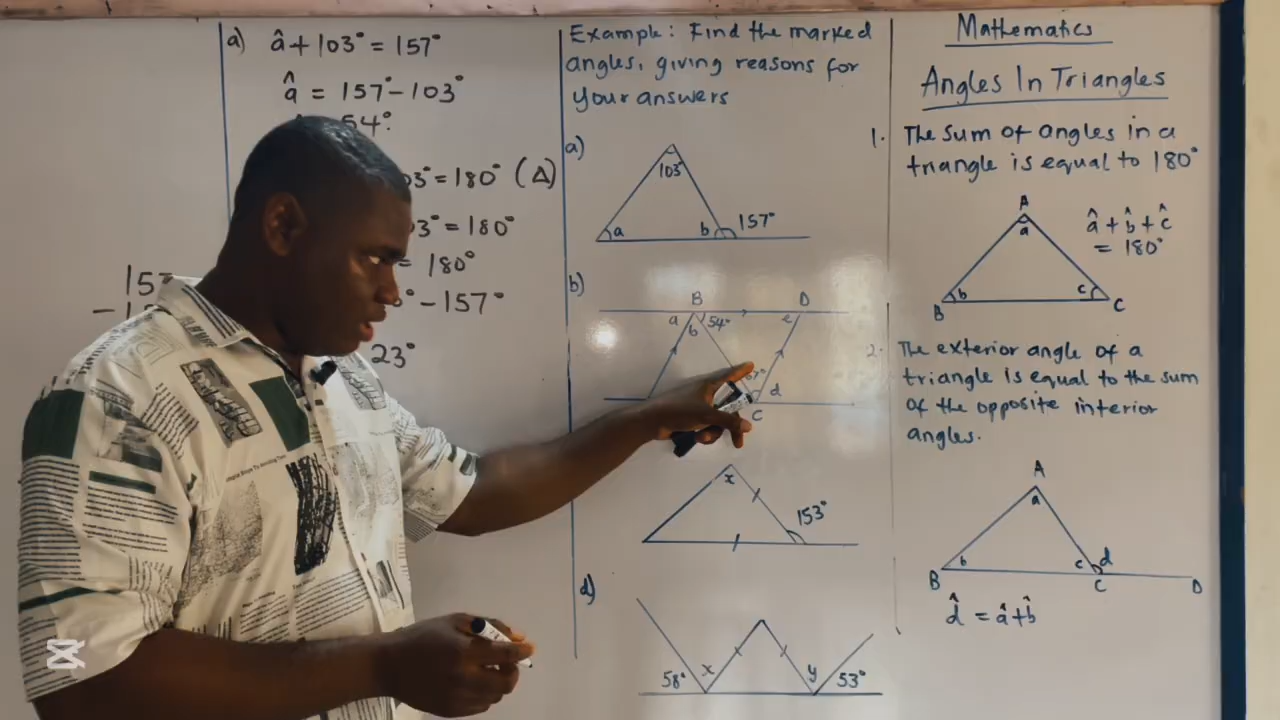 a) â + 103° = 157°
â = 157° - 103°
54°
03° = 180° (Δ)
03° = 180°
= 180°
° - 157°
23°
157
-
Example: Find the marked
angles, giving reasons for
your answers
a)
103°
a
b
157°
b)
B
D
a
b
54°
e
67°
d
C
x
153°
d)
58°
x
y
53°
Mathematics
Angles In Triangles
1. The sum of angles in a
triangle is equal to 180°
A
a
â + b̂ + ĉ
= 180°
b
c
B
C
2. The exterior angle of a
triangle is equal to the sum
of the opposite interior
angles.
A
a
b
c
d
B
C
D
d̂ = â + b̂